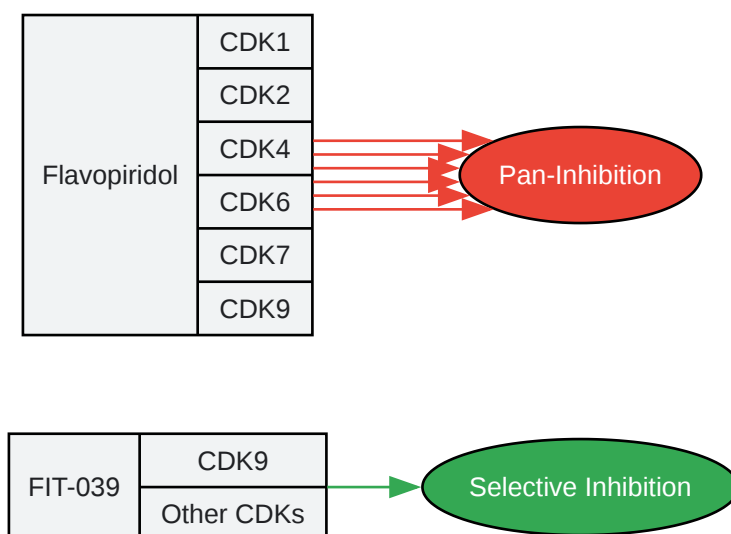 Flavopiridol
CDK1
CDK2
CDK4
CDK6
CDK7
CDK9
Pan-Inhibition
FIT-039
CDK9
Other CDKs
Selective Inhibition